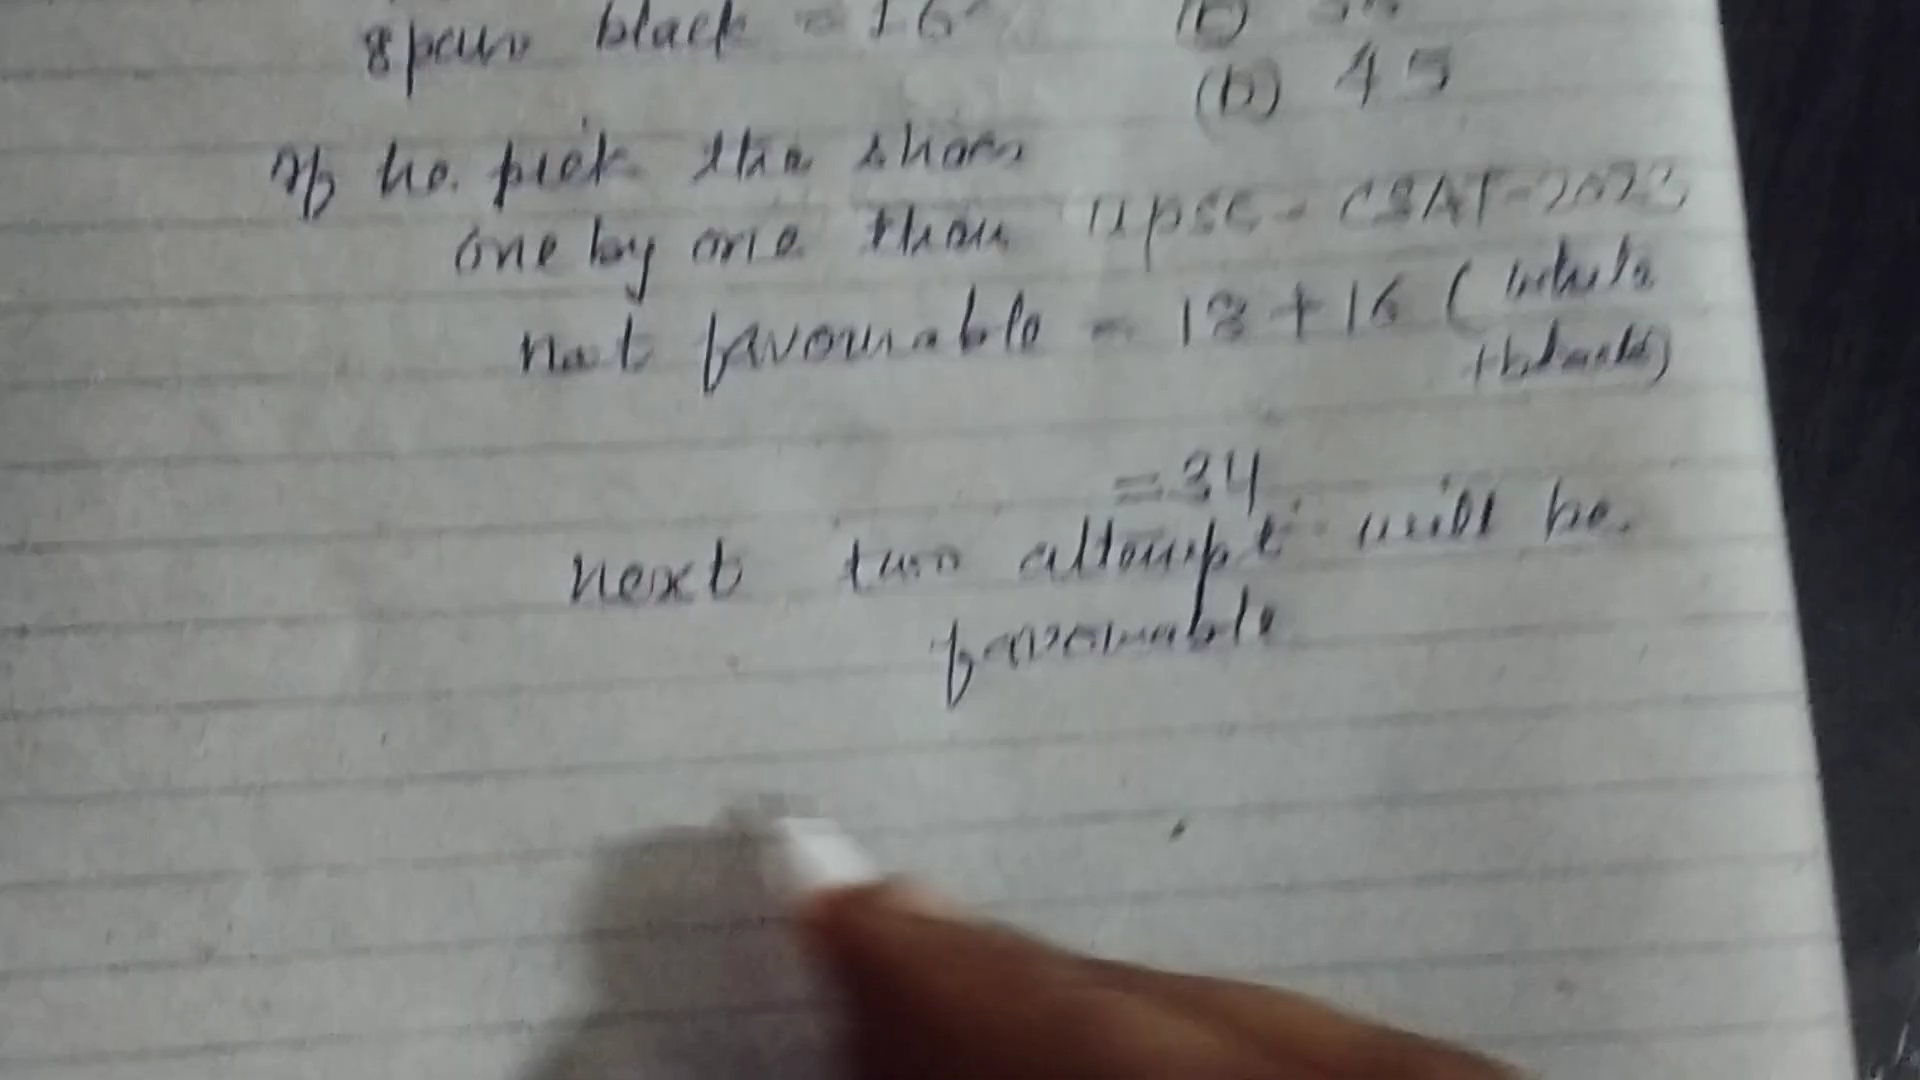 8 pair black = 16
(c)
(D) 45
If he pick the shoes
one by one then
UPSC - CSAT-2023
not favourable = 18 + 16 (white
+ black)
= 34
next two attempt will be
favourable